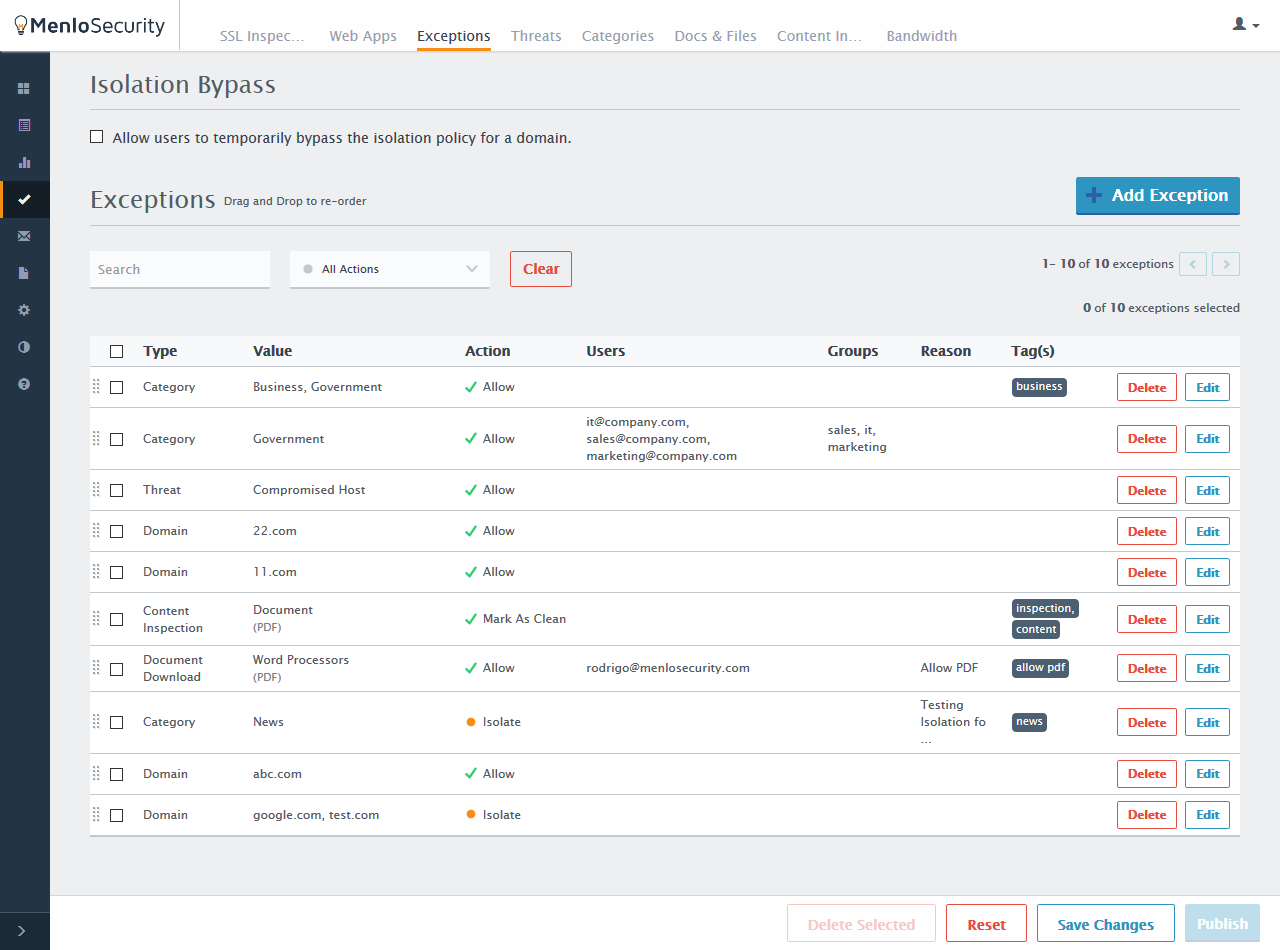 MenloSecurity
SSL Inspec... Web Apps Exceptions Threats Categories Docs & Files Content In... Bandwidth
Isolation Bypass
Allow users to temporarily bypass the isolation policy for a domain.
Exceptions Drag and Drop to re-order
+ Add Exception
Search All Actions Clear
1- 10 of 10 exceptions < >
0 of 10 exceptions selected
Type Value Action Users Groups Reason Tag(s)
Category Business, Government Allow business Delete Edit
Category Government Allow it@company.com,
sales@company.com,
marketing@company.com
sales, it,
marketing
Delete Edit
Threat Compromised Host Allow Delete Edit
Domain 22.com Allow Delete Edit
Domain 11.com Allow Delete Edit
Content
Inspection
Document
(PDF)
Mark As Clean
inspection,
content
Delete Edit
Document
Download
Word Processors
(PDF)
Allow rodrigo@menlosecurity.com Allow PDF allow pdf Delete Edit
Category News Isolate
Testing
Isolation fo
...
news Delete Edit
Domain abc.com Allow Delete Edit
Domain google.com, test.com Isolate Delete Edit
Delete Selected Reset Save Changes Publish